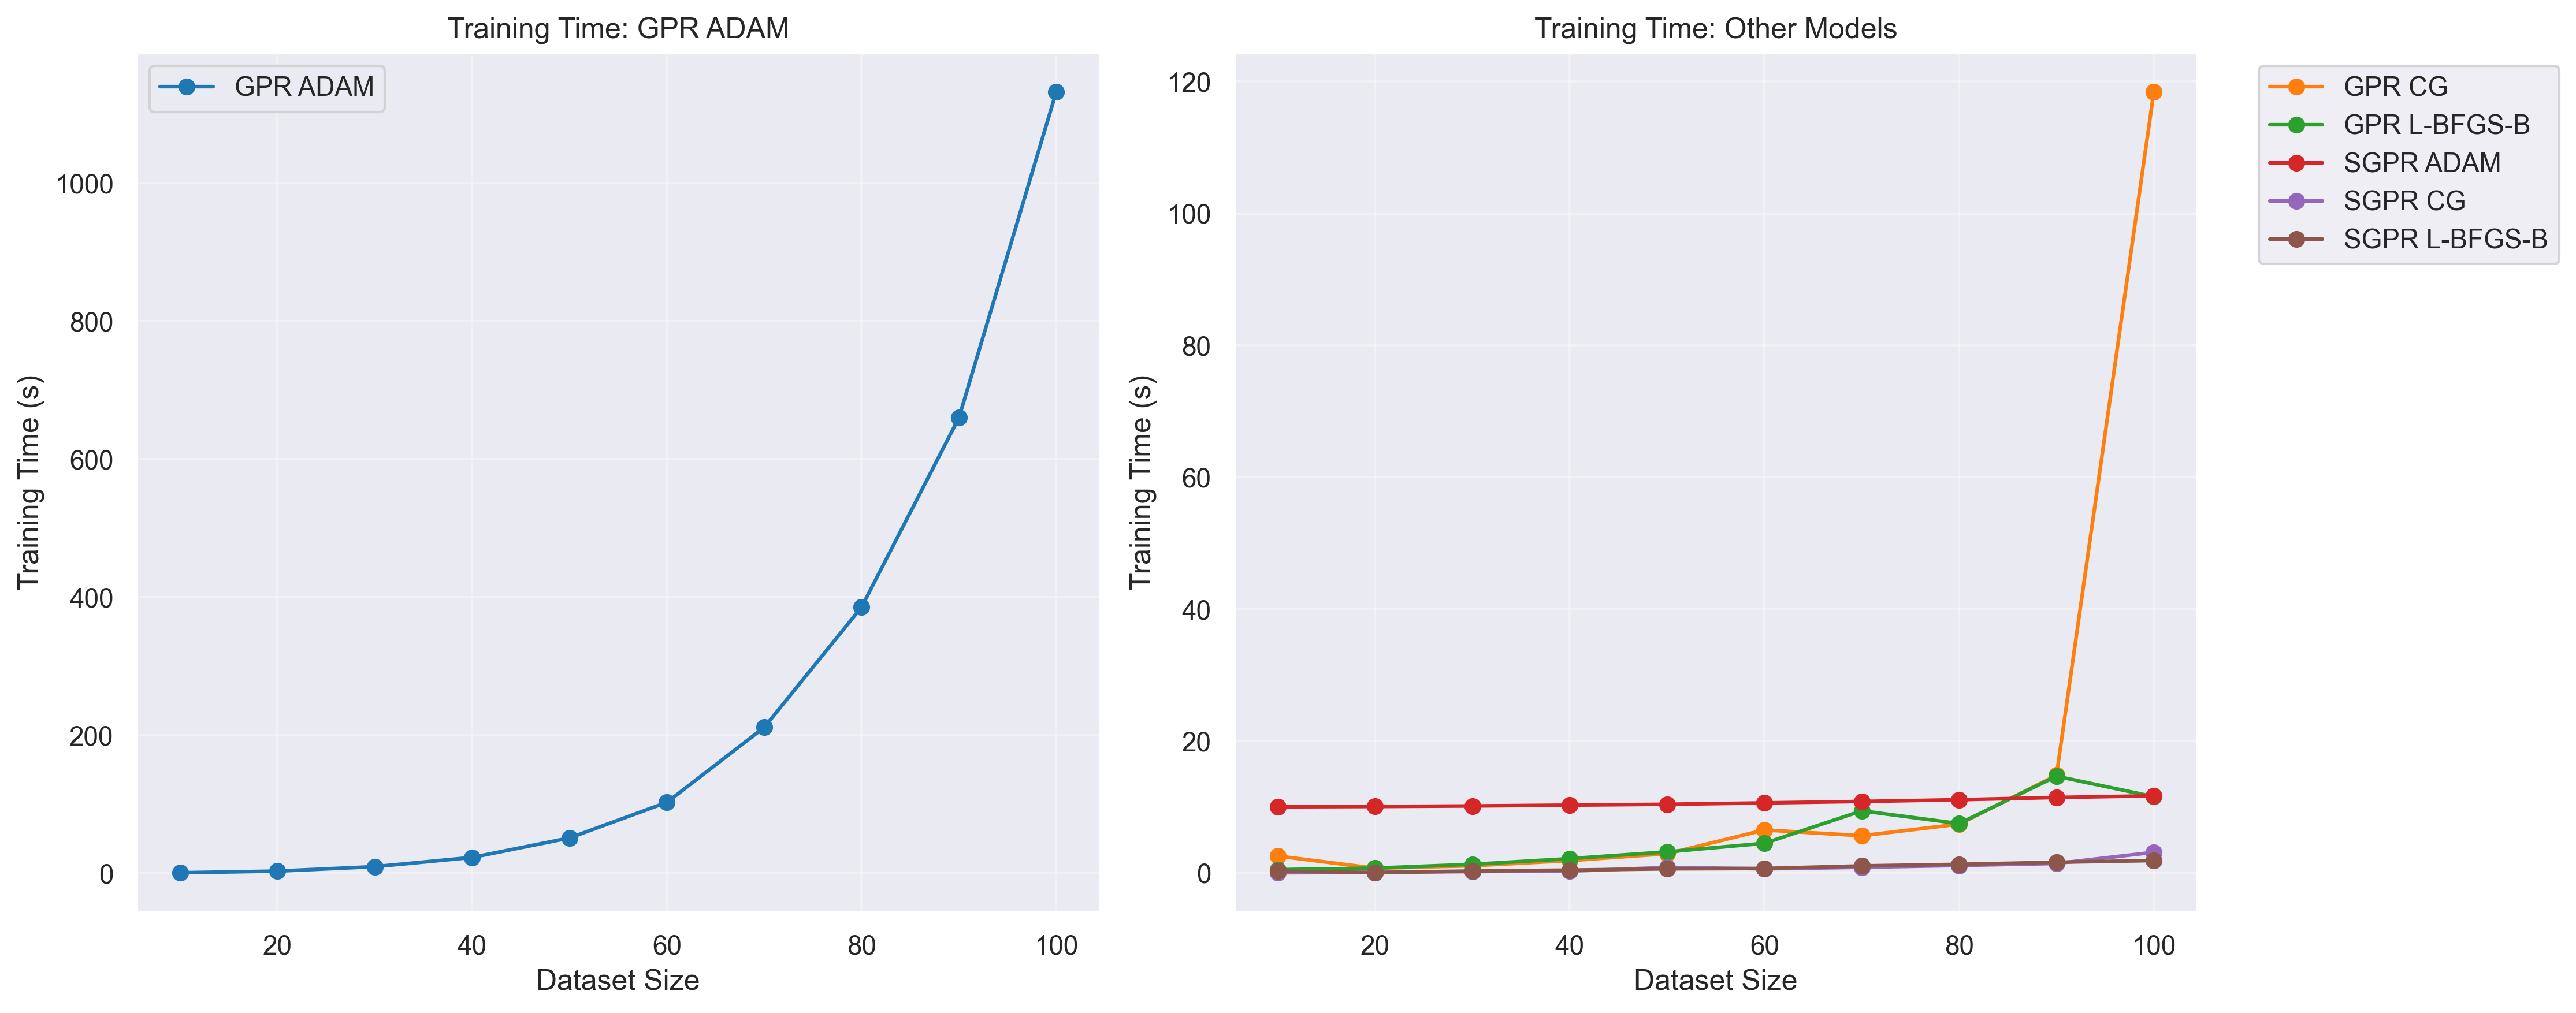 Training Time: GPR ADAM
GPR ADAM
Training Time (s)
1000
800
600
400
200
0
20 40 60 80 100
Dataset Size
Training Time: Other Models
Training Time (s)
120
100
80
60
40
20
0
20 40 60 80 100
Dataset Size
GPR CG
GPR L-BFGS-B
SGPR ADAM
SGPR CG
SGPR L-BFGS-B